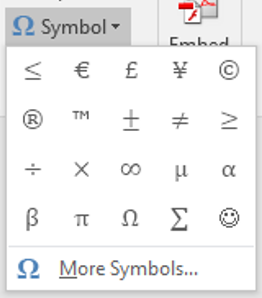 Ω Symbol
Embed
≤ € £ ¥ ©
® ™ ± ≠ ≥
÷ × ∞ µ α
β π Ω ∑ ☺
Ω More Symbols...